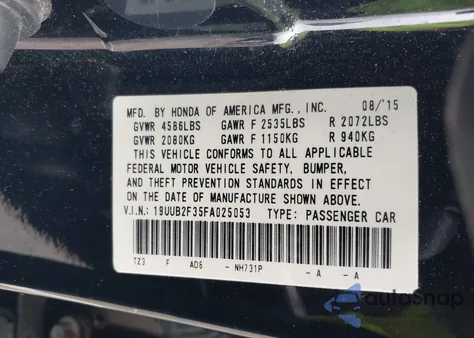 MFD. BY HONDA OF AMERICA MFG., INC. 08/'15
GVWR 4586LBS GAWR F 2535LBS R 2072LBS
GVWR 2080KG GAWR F 1150KG R 940KG
THIS VEHICLE CONFORMS TO ALL APPLICABLE
FEDERAL MOTOR VEHICLE SAFETY, BUMPER,
AND THEFT PREVENTION STANDARDS IN EFFECT
ON THE DATE OF MANUFACTURE SHOWN ABOVE.
V.I.N.: 19UUB2F35FA025053 TYPE: PASSENGER CAR
TZ3 F AD6 - NH731P - A - A
autoSnap